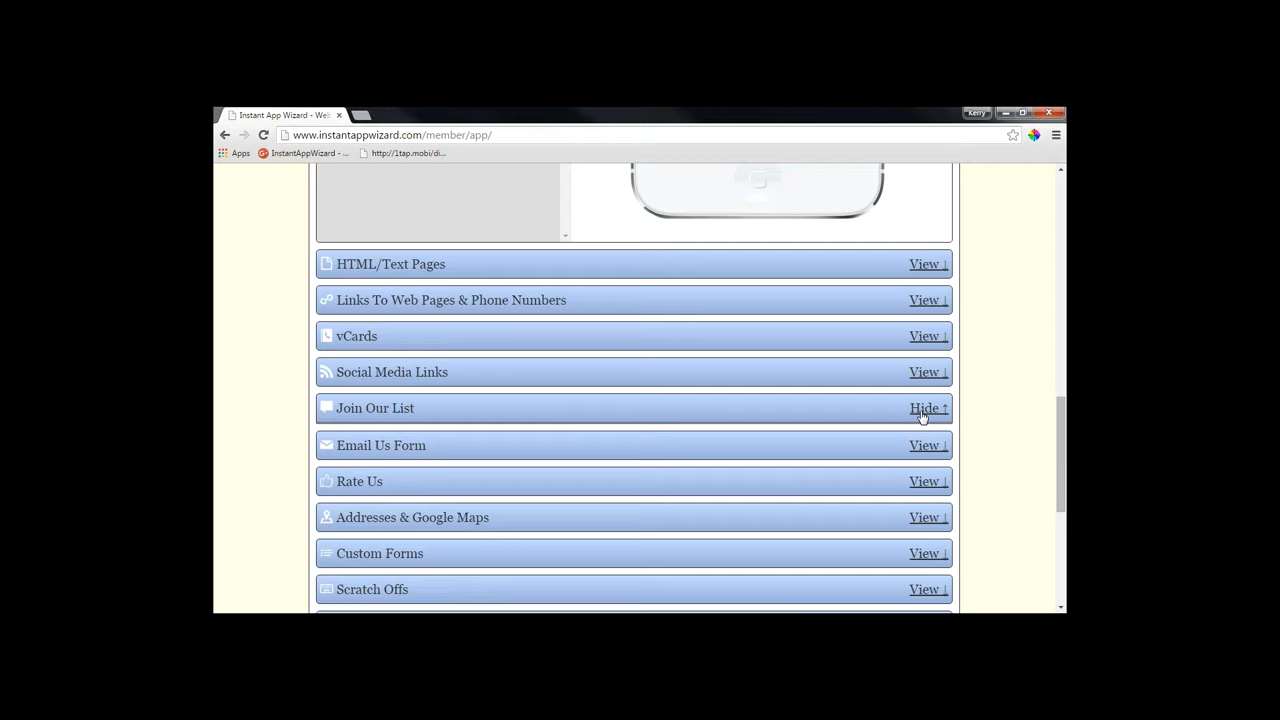 Instant App Wizard - Web
Kerry
www.instantappwizard.com/member/app/
Apps
InstantAppWizard - ...
http://1tap.mobi/di...
HTML/Text Pages View ↓
Links To Web Pages & Phone Numbers View ↓
vCards View ↓
Social Media Links View ↓
Join Our List Hide ↑
Email Us Form View ↓
Rate Us View ↓
Addresses & Google Maps View ↓
Custom Forms View ↓
Scratch Offs View ↓